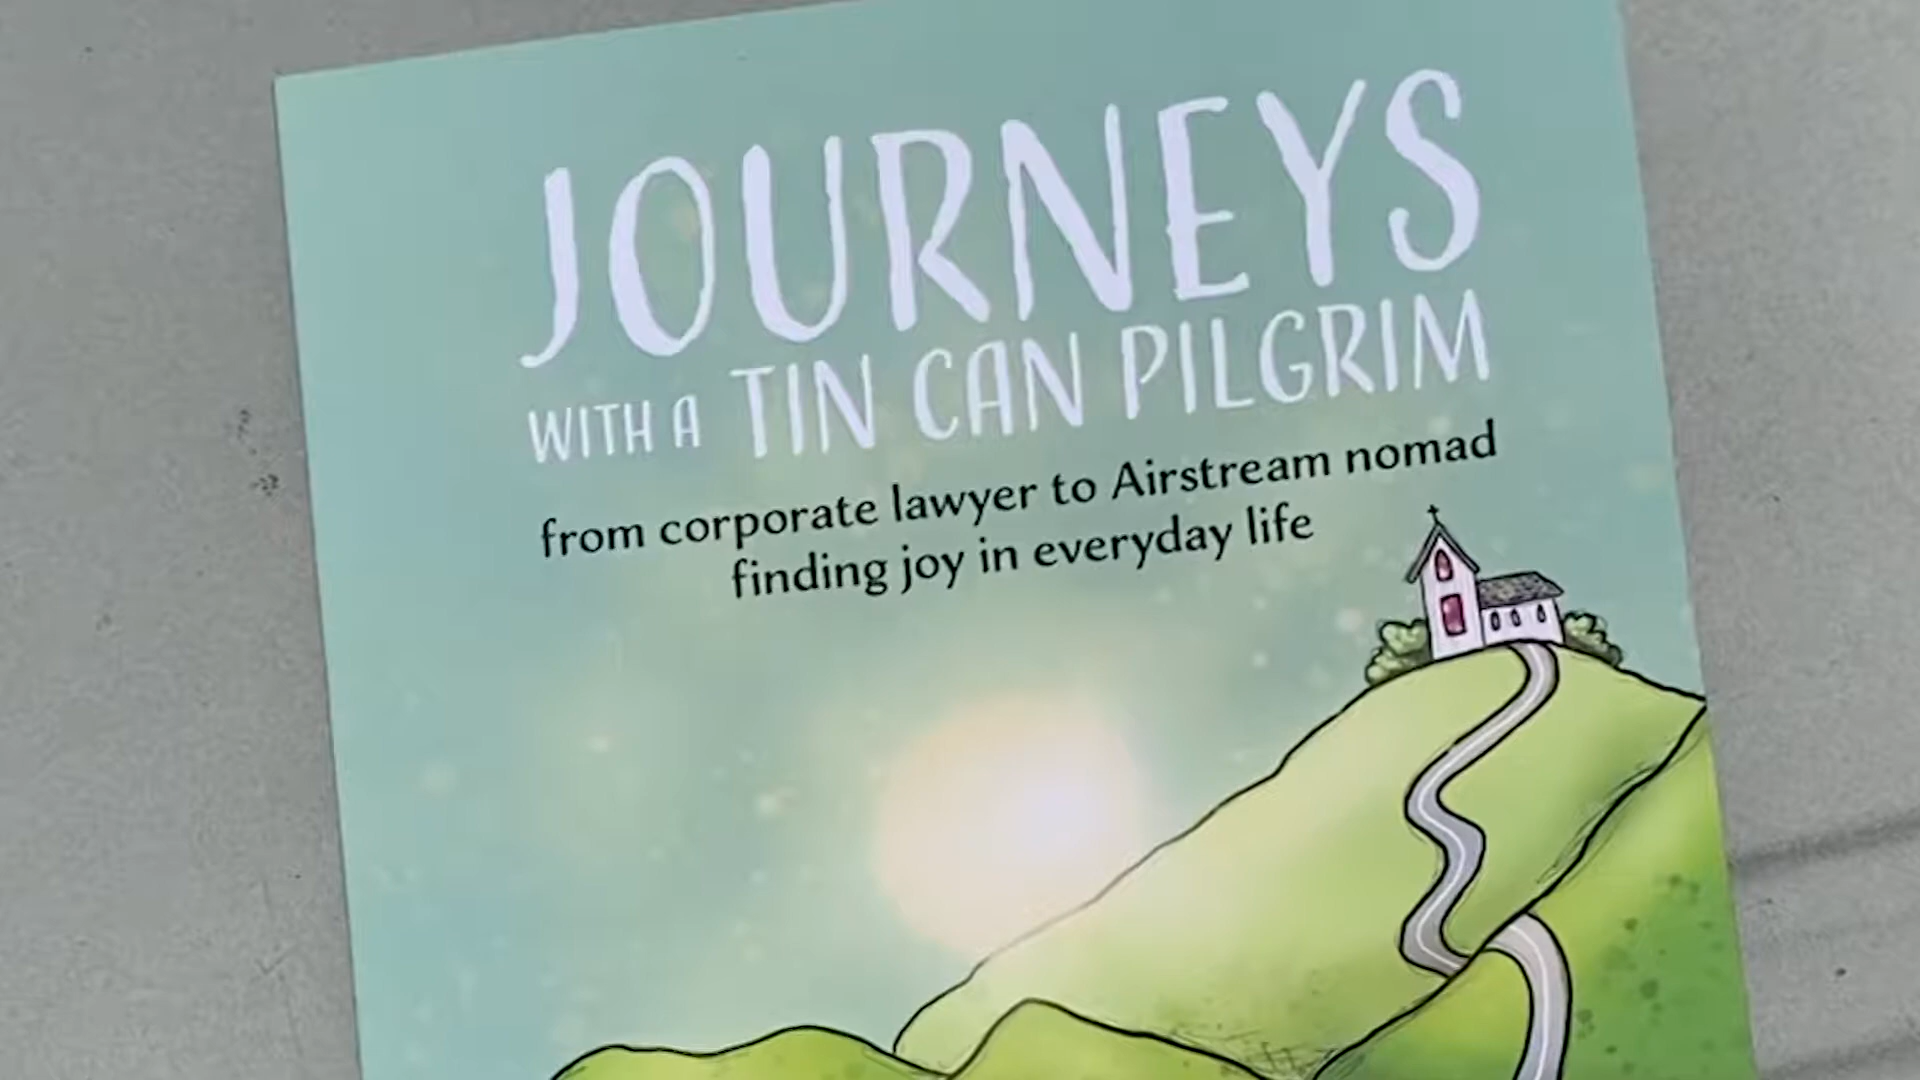 JOURNEYS
WITH A TIN CAN PILGRIM
from corporate lawyer to Airstream nomad
finding joy in everyday life